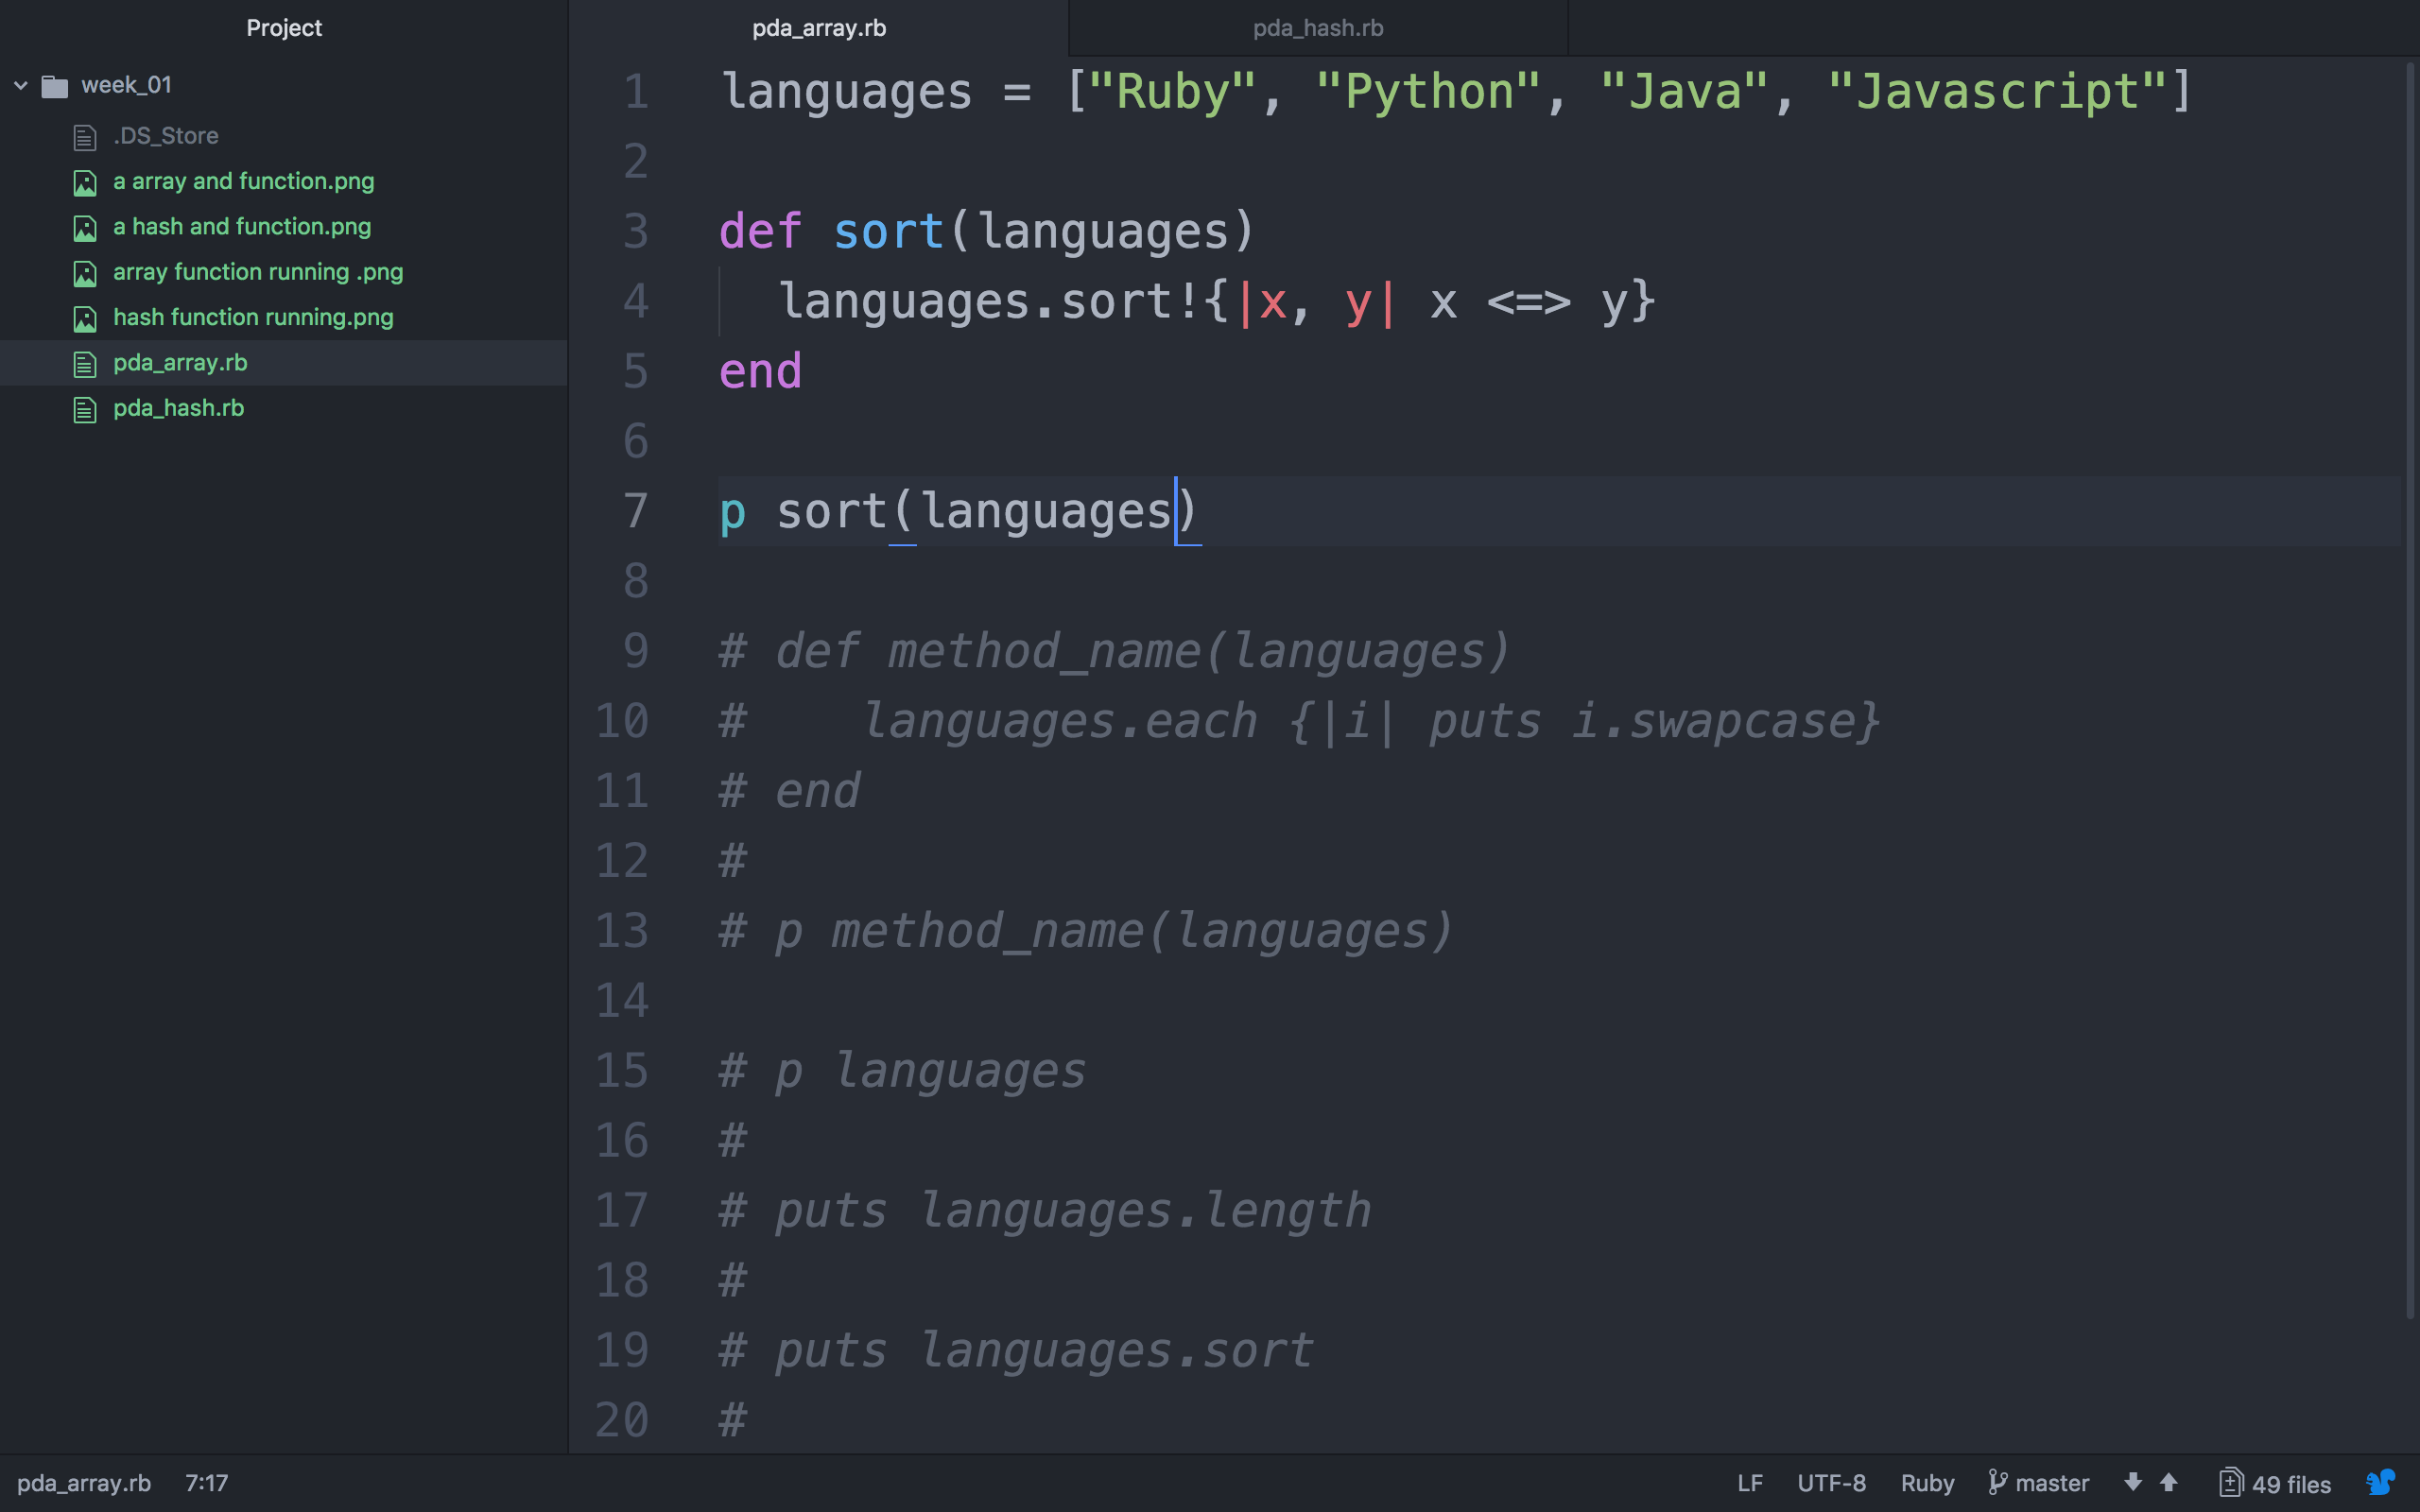 Project
week_01
.DS_Store
a array and function.png
a hash and function.png
array function running .png
hash function running.png
pda_array.rb
pda_hash.rb
pda_array.rb
pda_hash.rb
1 languages = ["Ruby", "Python", "Java", "Javascript"]
2
3 def sort(languages)
4   languages.sort!{|x, y| x <=> y}
5 end
6
7 p sort(languages)
8
9 # def method_name(languages)
10 #    languages.each {|i| puts i.swapcase}
11 # end
12 #
13 # p method_name(languages)
14
15 # p languages
16 #
17 # puts languages.length
18 #
19 # puts languages.sort
20 #
pda_array.rb 7:17 LF UTF-8 Ruby master 49 files